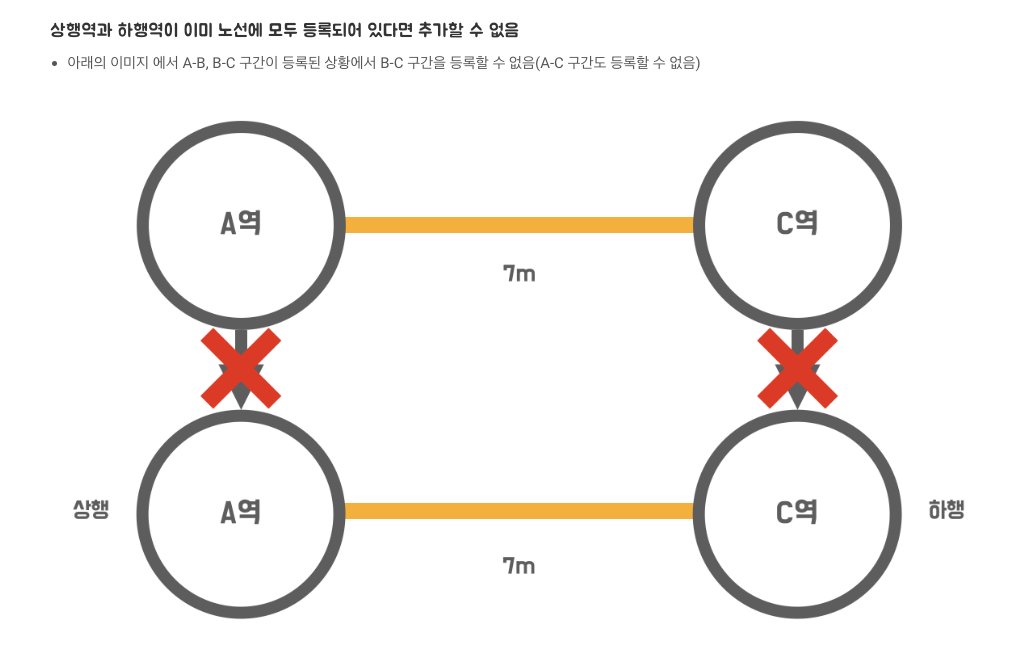 상행역과 하행역이 이미 노선에 모두 등록되어 있다면 추가할 수 없음
• 아래의 이미지 에서 A-B, B-C 구간이 등록된 상황에서 B-C 구간을 등록할 수 없음(A-C 구간도 등록할 수 없음)
A역
C역
7m
상행
A역
C역
하행
7m